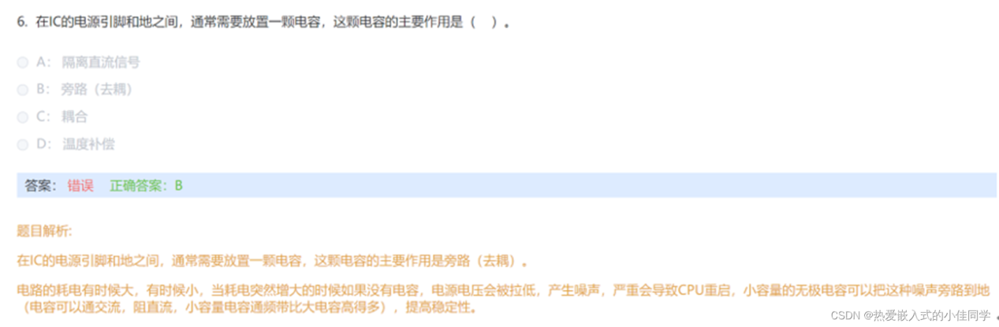 6. 在IC的电源引脚和地之间，通常需要放置一颗电容，这颗电容的主要作用是（ ）。
A： 隔离直流信号
B： 旁路（去耦）
C： 耦合
D： 温度补偿
答案： 错误 正确答案：B
题目解析:
在IC的电源引脚和地之间，通常需要放置一颗电容，这颗电容的主要作用是旁路（去耦）。
电路的耗电有时候大，有时候小，当耗电突然增大的时候如果没有电容，电源电压会被拉低，产生噪声，严重会导致CPU重启，小容量的无极电容可以把这种噪声旁路到地
（电容可以通交流，阻直流，小容量电容通频带比大电容高得多），提高稳定性。
CSDN @热爱嵌入式的小佳同学